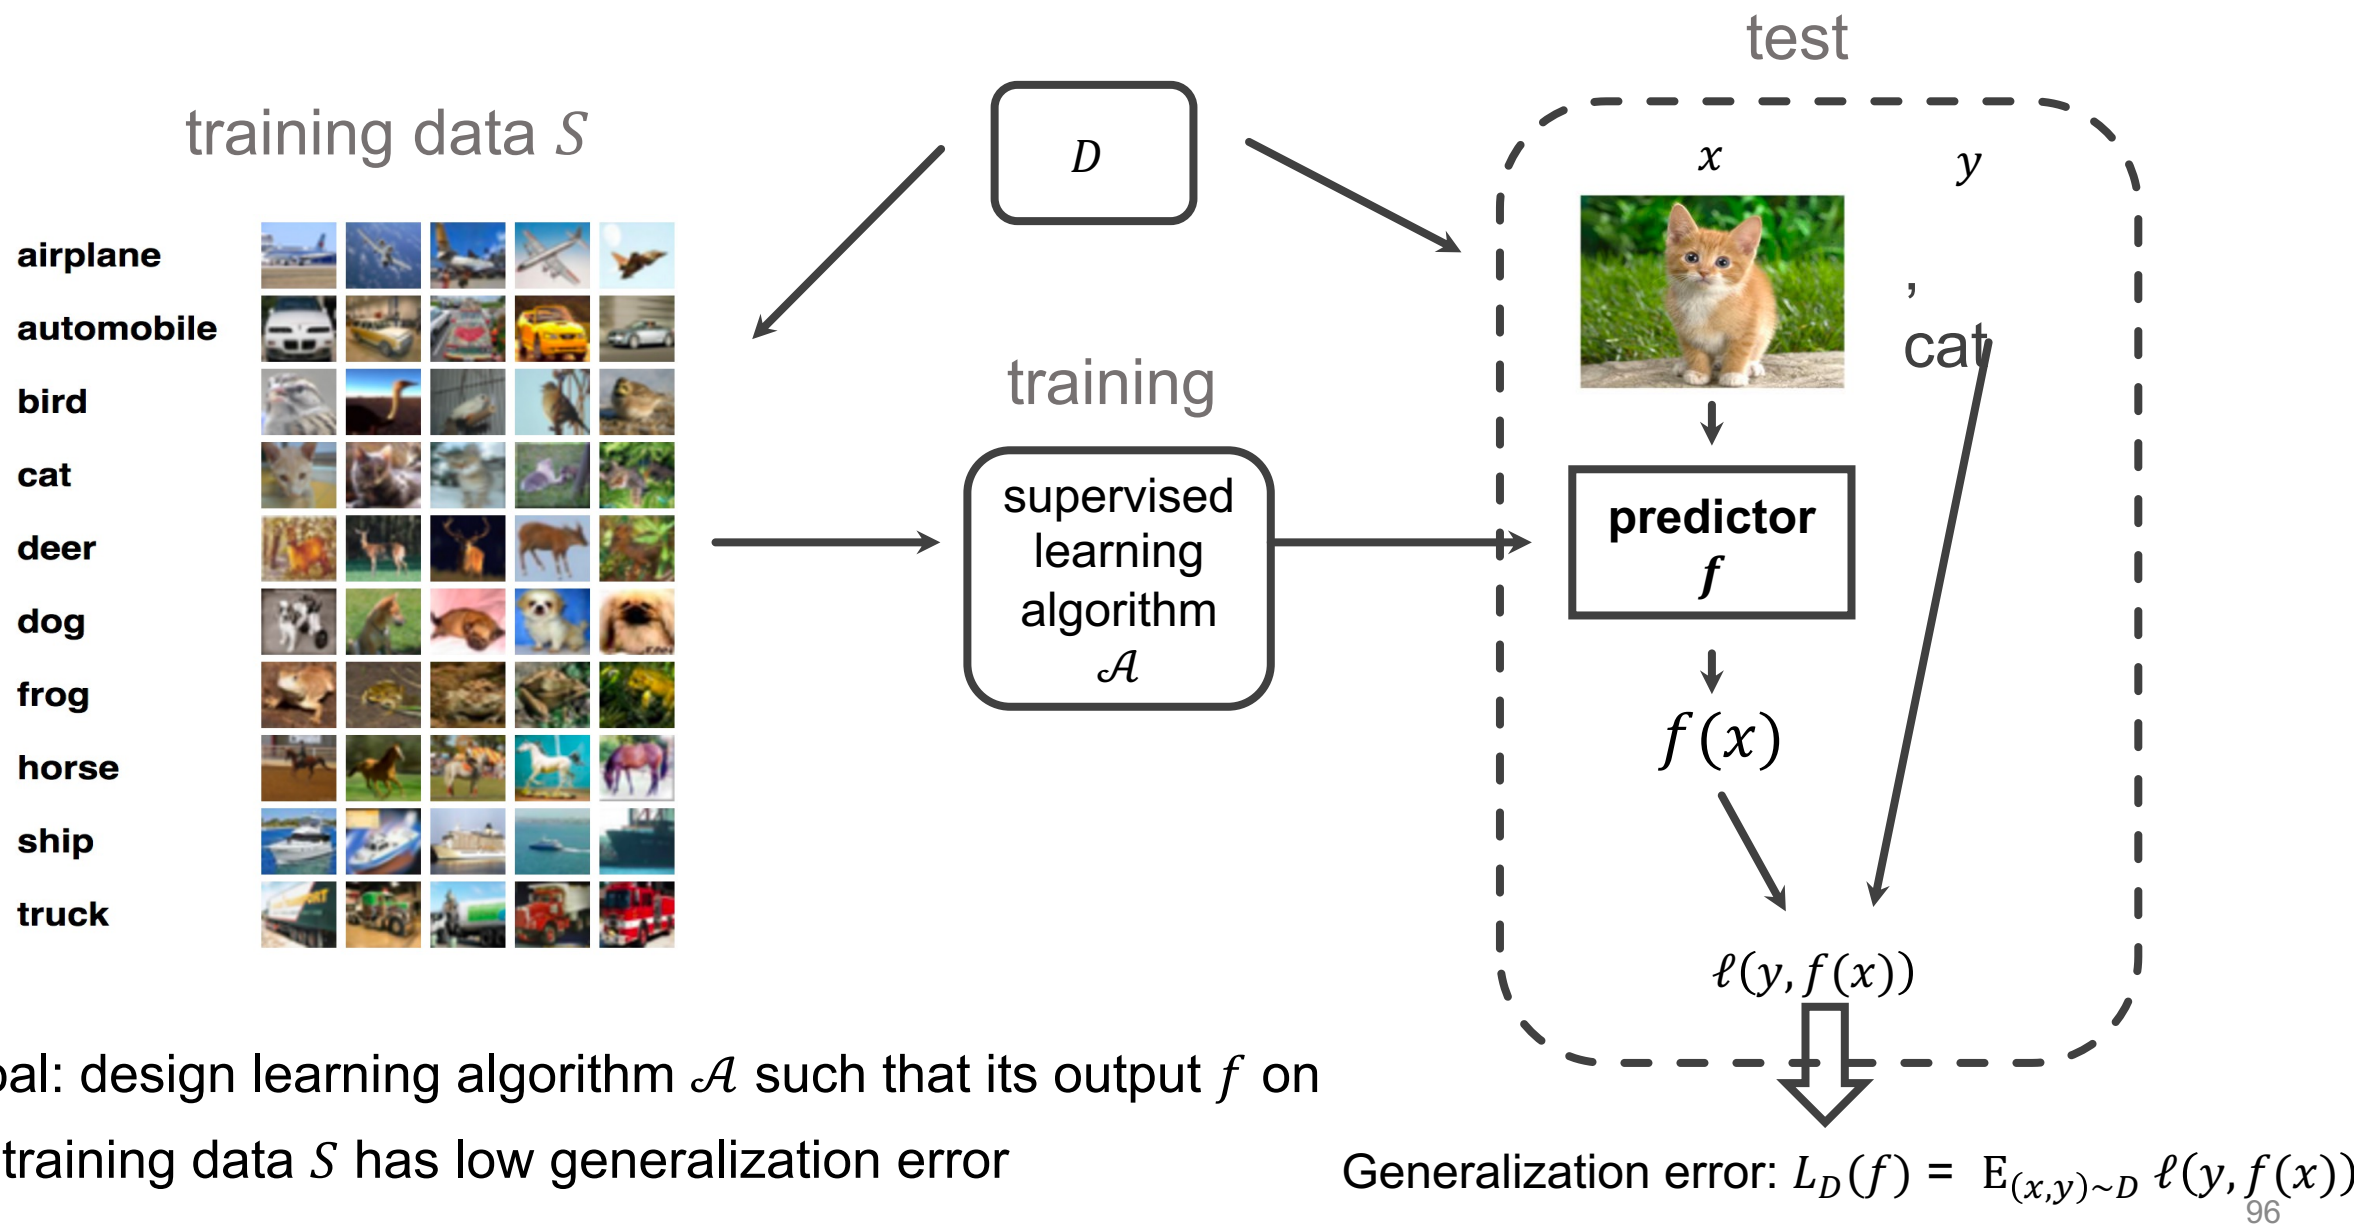 test
training data S
D
x
y
airplane
automobile
bird
cat
deer
dog
frog
horse
ship
truck
training
supervised
learning
algorithm
𝒜
,
cat
predictor
f
f(x)
ℓ(y, f(x))
oal: design learning algorithm 𝒜 such that its output f on
training data S has low generalization error
Generalization error: L_D(f) = E_(x,y)~D ℓ(y, f(x))
96